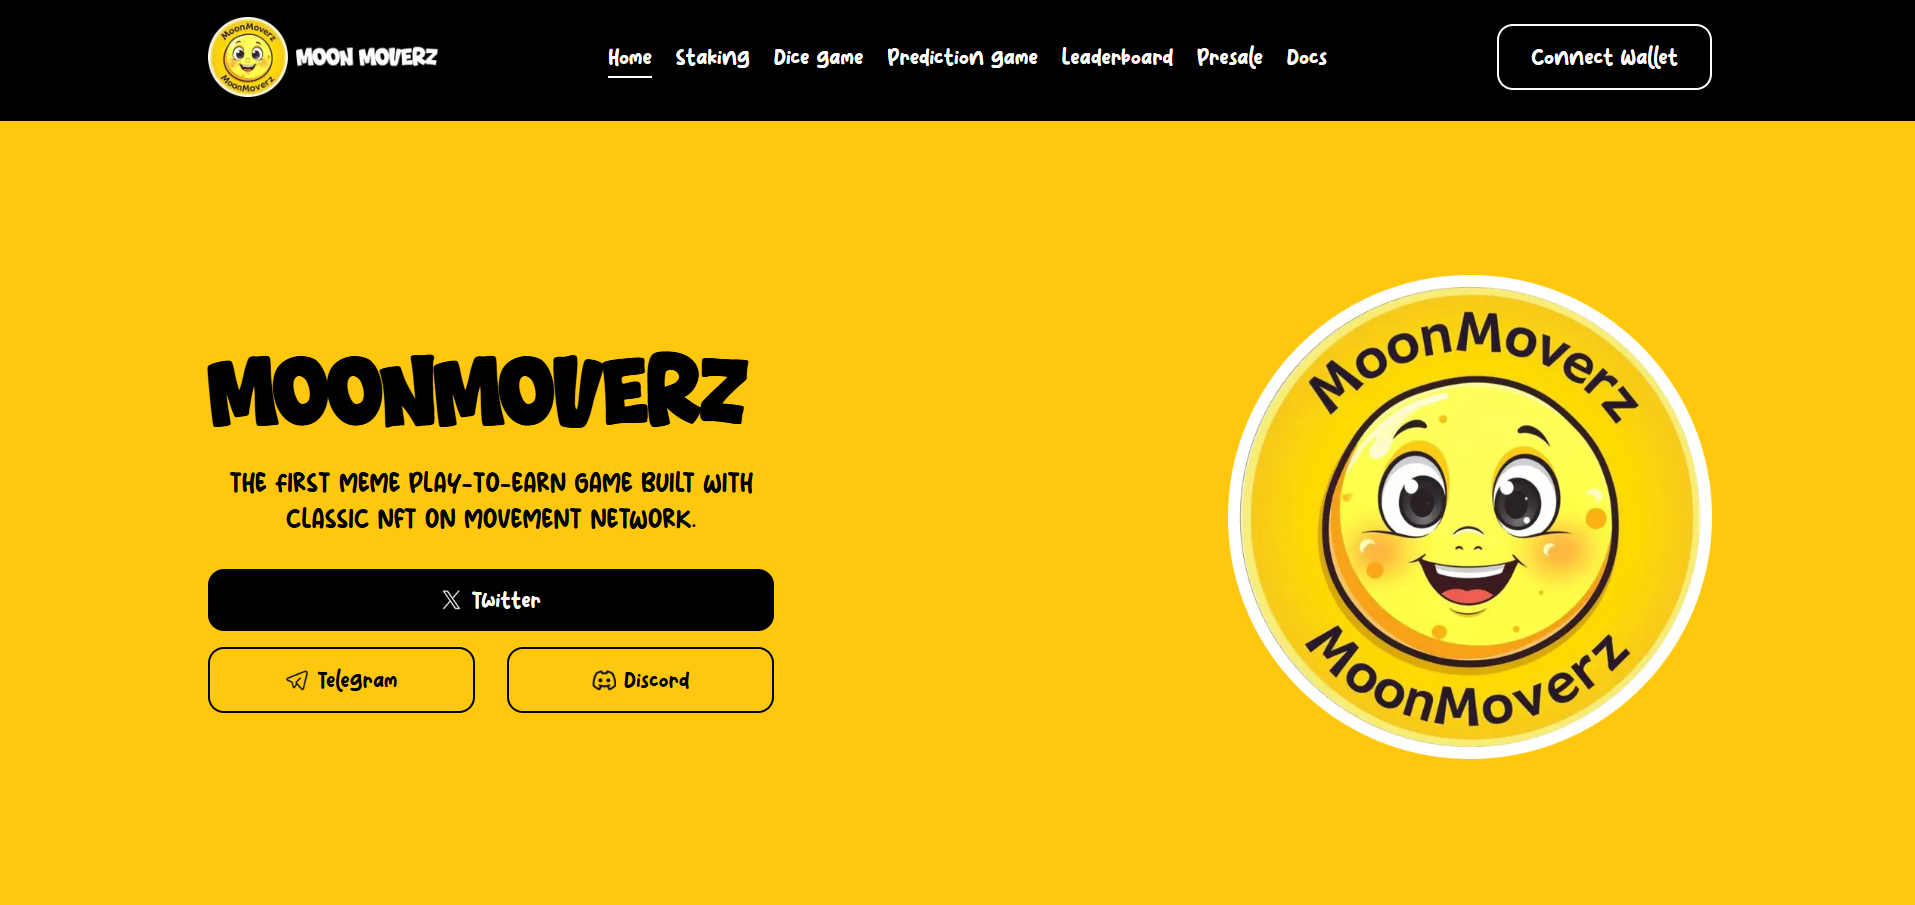 MoonMoverz
MoonMoverz
MOON MOVERZ
Home
Staking
Dice game
Prediction game
Leaderboard
Presale
Docs
Connect Wallet
MOONMOVERZ
THE FIRST MEME PLAY-TO-EARN GAME BUILT WITH
CLASSIC NFT ON MOVEMENT NETWORK.
Twitter
Telegram
Discord
MoonMoverz
MoonMoverz